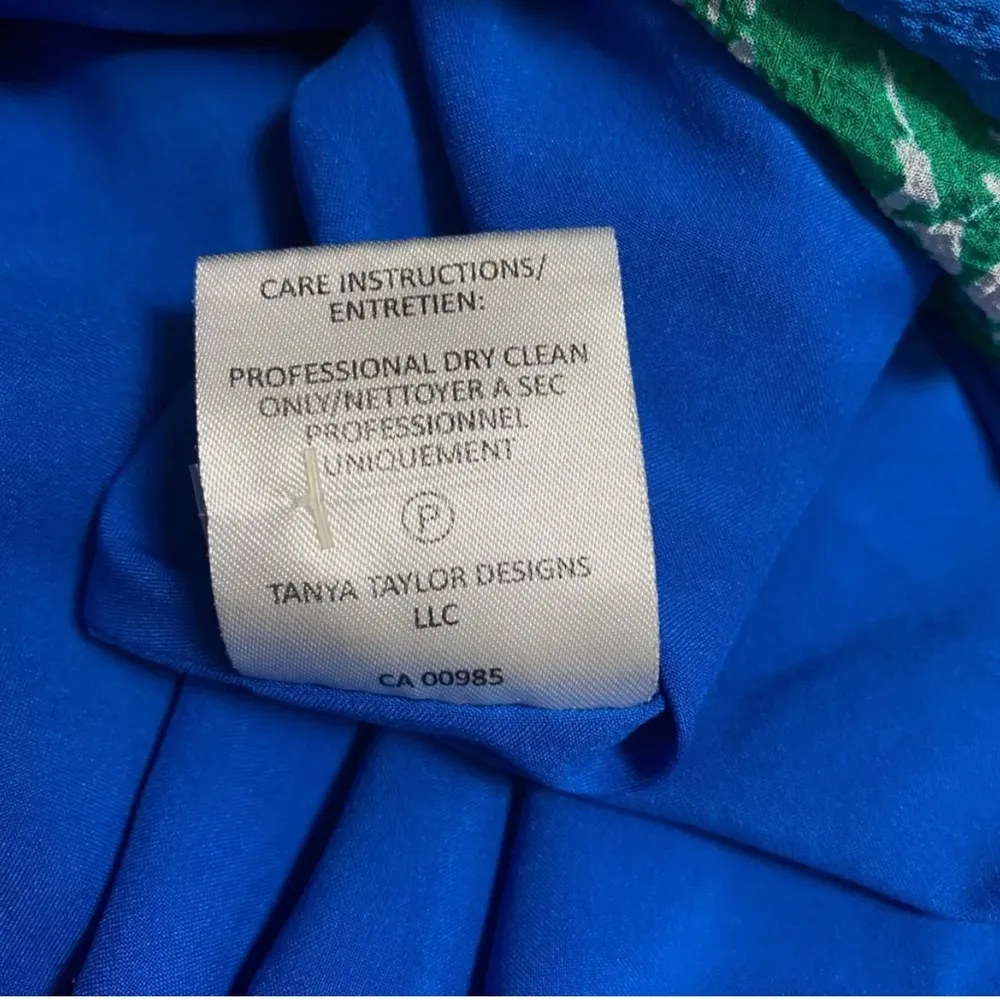 CARE INSTRUCTIONS/
ENTRETIEN:
PROFESSIONAL DRY CLEAN
ONLY/NETTOYER A SEC
PROFESSIONNEL
UNIQUEMENT
P
TANYA TAYLOR DESIGNS
LLC
CA 00985